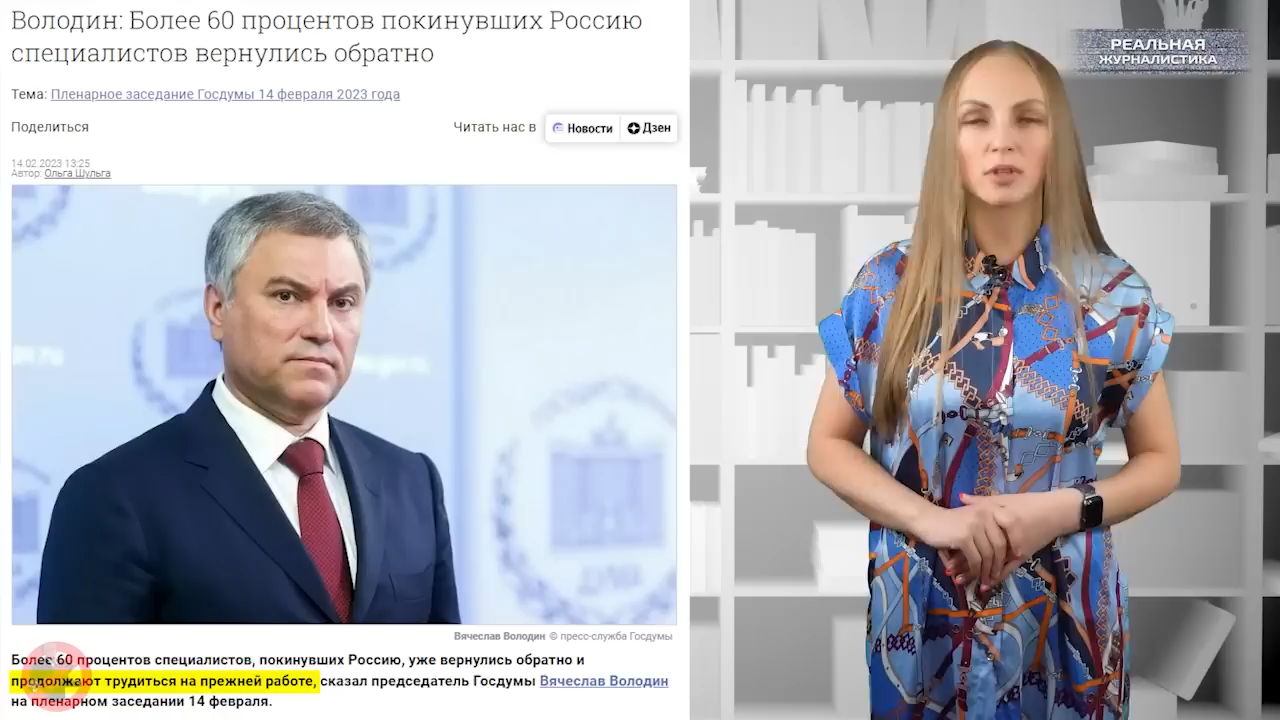 Володин: Более 60 процентов покинувших Россию
специалистов вернулись обратно
Тема: Пленарное заседание Госдумы 14 февраля 2023 года
Поделиться
Читать нас в
Новости
Дзен
14.02.2023 13:25
Автор: Ольга Шульга
Вячеслав Володин © пресс-служба Госдумы
Более 60 процентов специалистов, покинувших Россию, уже вернулись обратно и
продолжают трудиться на прежней работе, сказал председатель Госдумы Вячеслав Володин
на пленарном заседании 14 февраля.
РЕАЛЬНАЯ
ЖУРНАЛИСТИКА